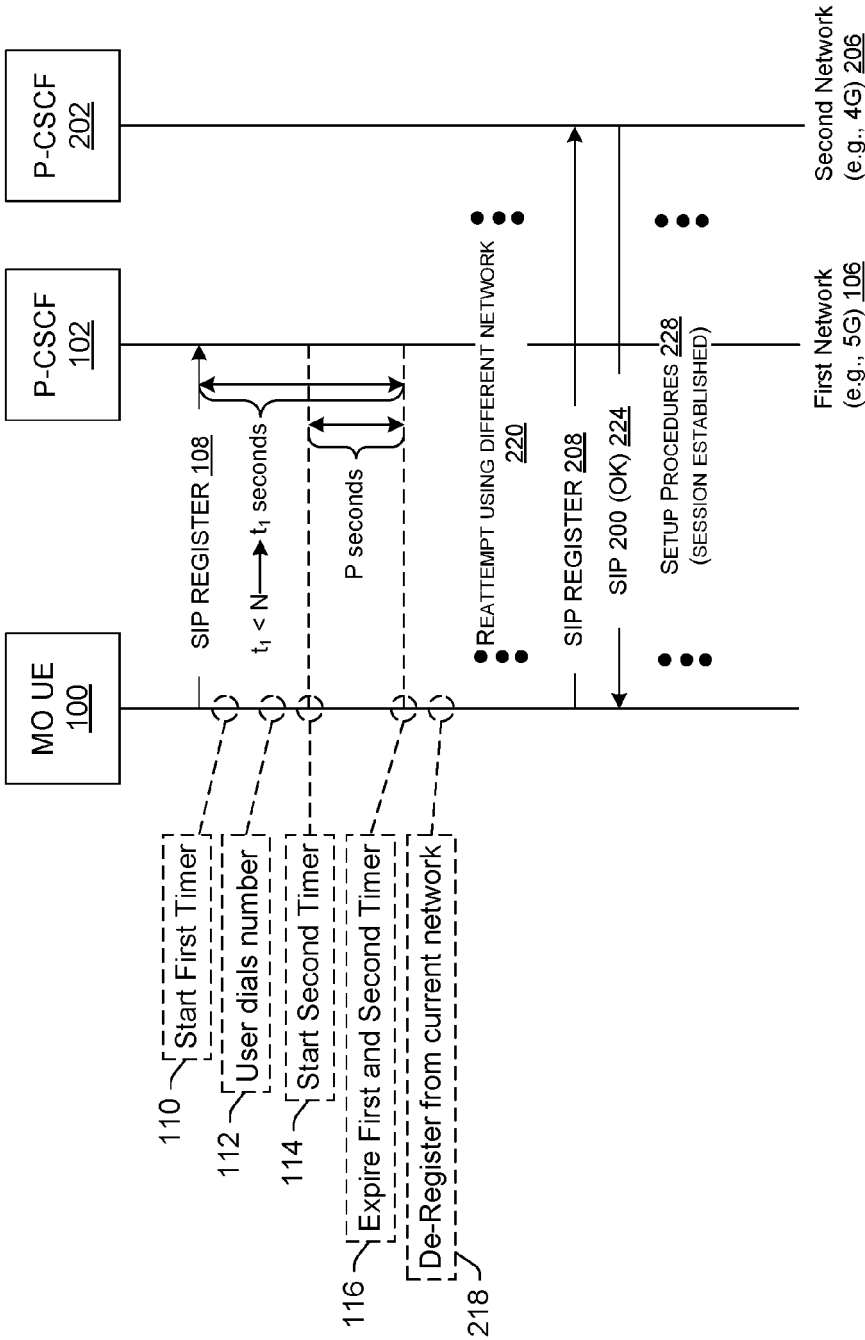 MO UE
100
P-CSCF
102
P-CSCF
202
SIP REGISTER 108
110
Start First Timer
112
User dials number
t₁ < N → t₁ seconds
114
Start Second Timer
P seconds
116
Expire First and Second Timer
218
De-Register from current network
REATTEMPT USING DIFFERENT NETWORK
220
SIP REGISTER 208
SIP 200 (OK) 224
SETUP PROCEDURES 228
(SESSION ESTABLISHED)
First Network
(e.g., 5G) 106
Second Network
(e.g., 4G) 206